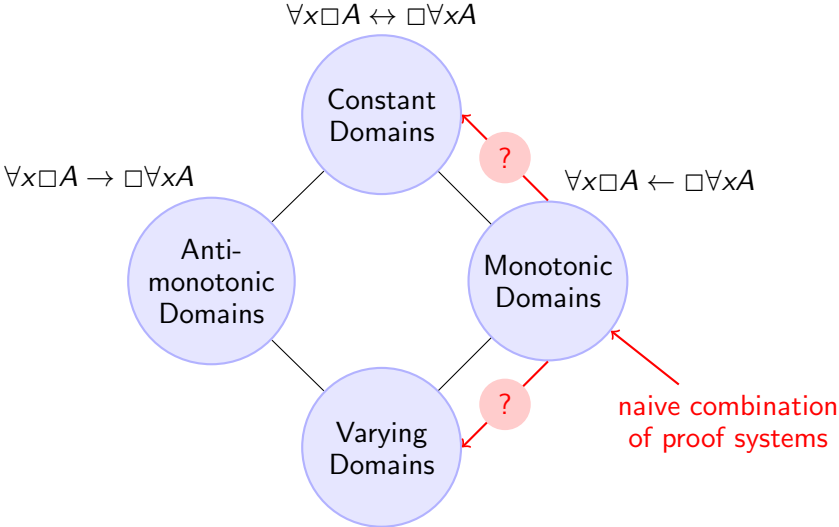 ∀x□A ↔ □∀xA
Constant
Domains
?
∀x□A → □∀xA
∀x□A ← □∀xA
Anti-
monotonic
Domains
Monotonic
Domains
?
naive combination
of proof systems
Varying
Domains